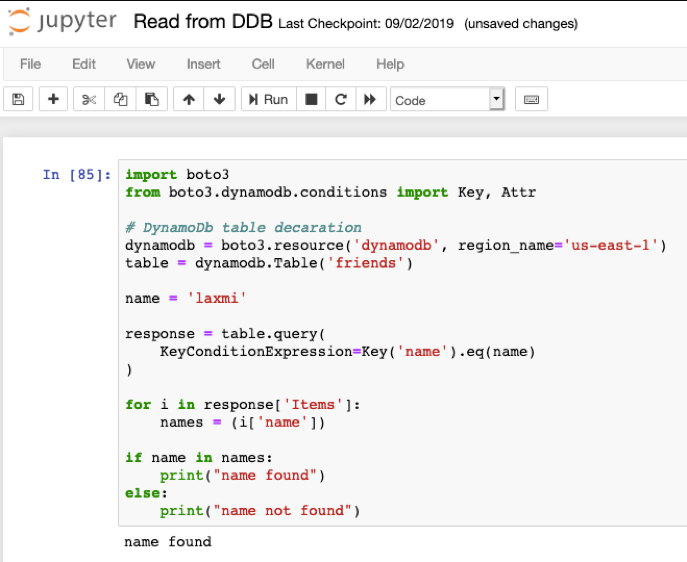 jupyter Read from DDB Last Checkpoint: 09/02/2019 (unsaved changes)
File Edit View Insert Cell Kernel Help
Run Code
In [85]: import boto3
from boto3.dynamodb.conditions import Key, Attr
# DynamoDb table decaration
dynamodb = boto3.resource('dynamodb', region_name='us-east-1')
table = dynamodb.Table('friends')
name = 'laxmi'
response = table.query(
    KeyConditionExpression=Key('name').eq(name)
)
for i in response['Items']:
    names = (i['name'])
if name in names:
    print("name found")
else:
    print("name not found")
name found